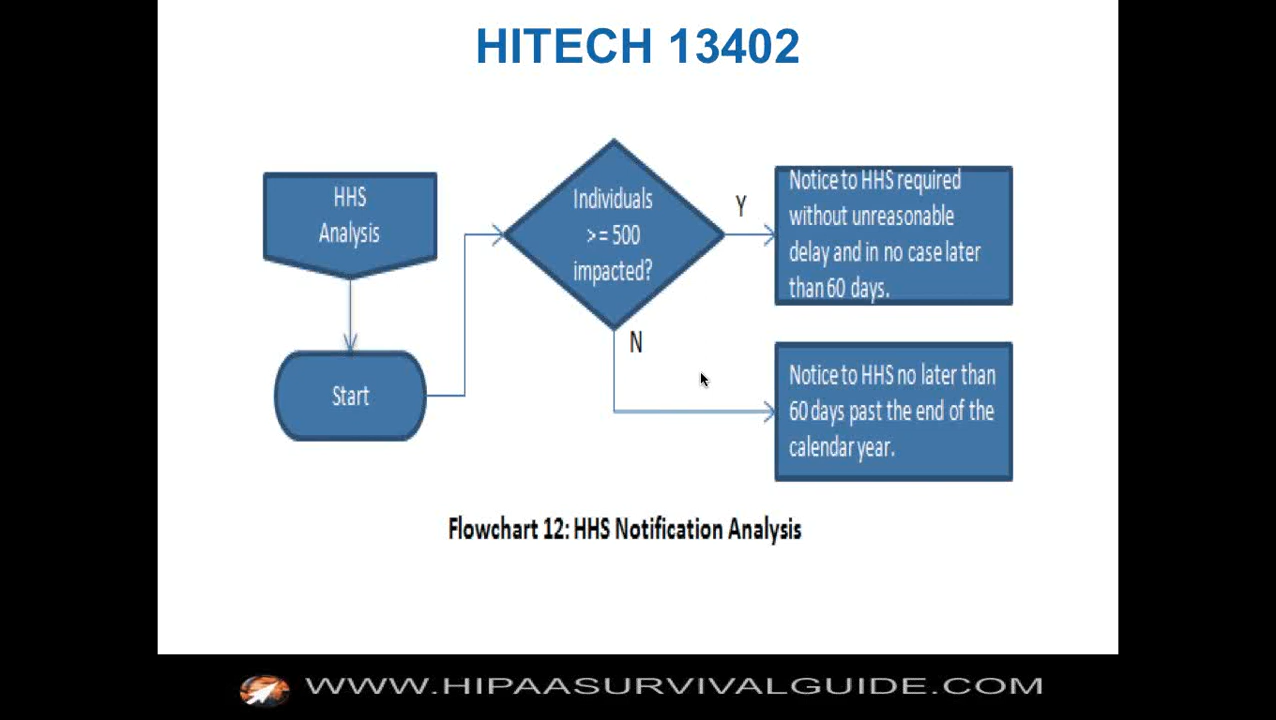 HITECH 13402
HHS
Analysis
Start
Individuals
>= 500
impacted?
Y
N
Notice to HHS required
without unreasonable
delay and in no case later
than 60 days.
Notice to HHS no later than
60 days past the end of the
calendar year.
Flowchart 12: HHS Notification Analysis
WWW.HIPAASURVIVALGUIDE.COM